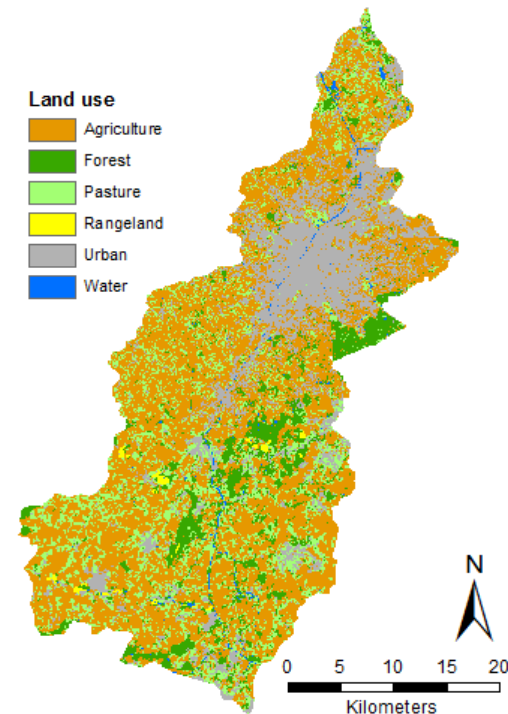 Land use
Agriculture
Forest
Pasture
Rangeland
Urban
Water
N
0 5 10 15 20
Kilometers